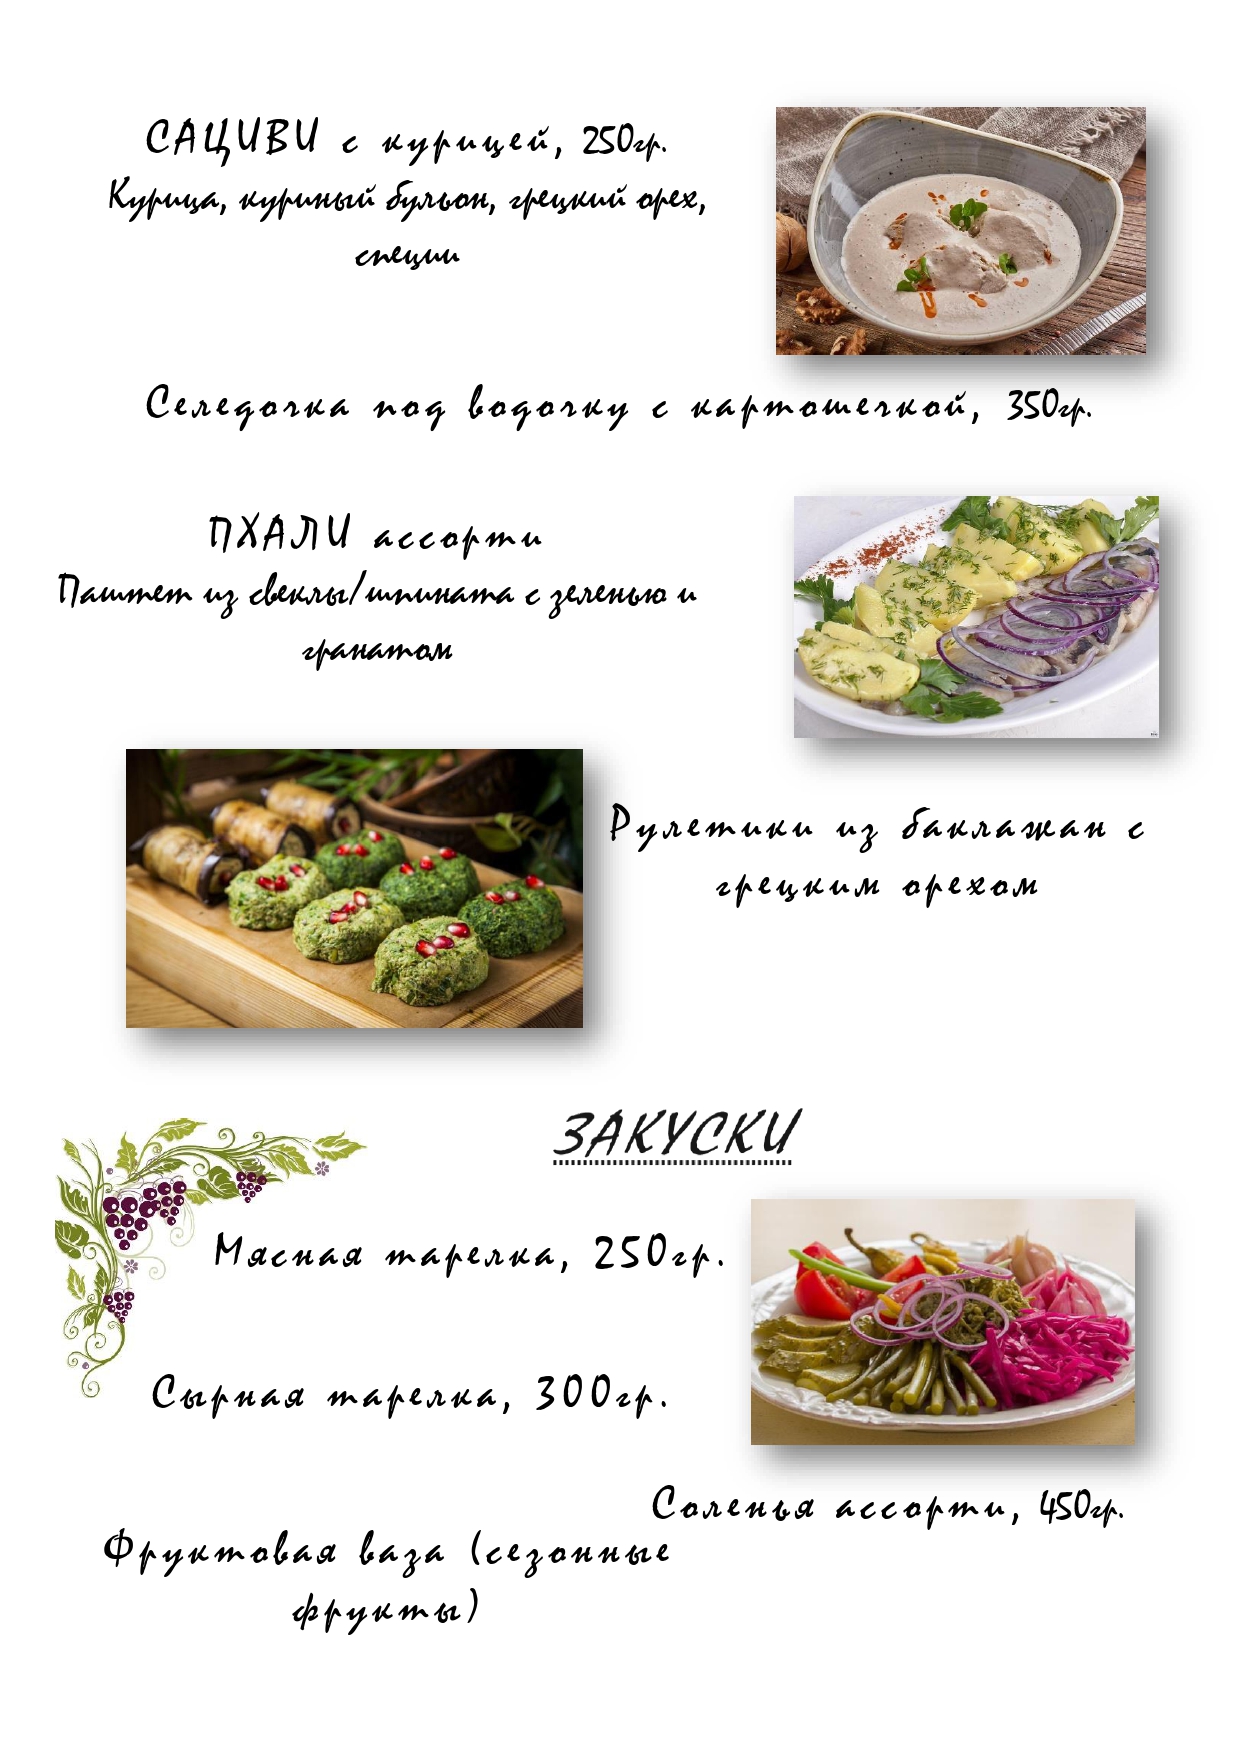 САЦИВИ с курицей, 250гр.
Курица, куриный бульон, грецкий орех,
специи
Селедочка под водочку с картошечкой, 350гр.
ПХАЛИ ассорти
Паштет из свеклы/шпината с зеленью и
гранатом
Рулетики из баклажан с
грецким орехом
ЗАКУСКИ
Мясная тарелка, 250гр.
Сырная тарелка, 300гр.
Соленья ассорти, 450гр.
Фруктовая ваза (сезонные
фрукты)